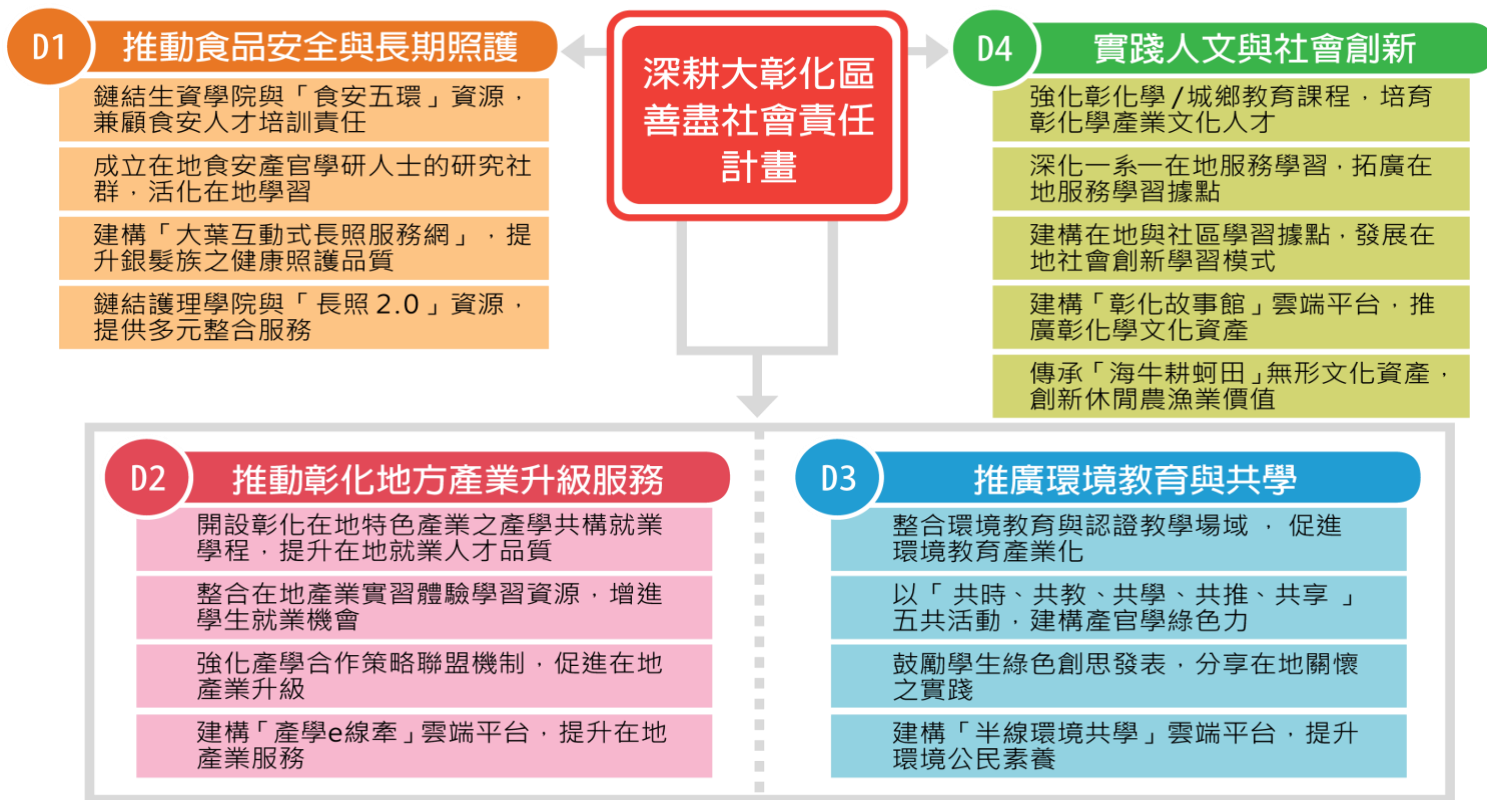 深耕大彰化區
善盡社會責任
計畫
D1 推動食品安全與長期照護
鏈結生資學院與「食安五環」資源，
兼顧食安人才培訓責任
成立在地食安產官學研人士的研究社
群，活化在地學習
建構「大葉互動式長照服務網」，提
升銀髮族之健康照護品質
鏈結護理學院與「長照2.0」資源，
提供多元整合服務
D4 實踐人文與社會創新
強化彰化學/城鄉教育課程，培育
彰化學產業文化人才
深化一系一在地服務學習，拓廣在
地服務學習據點
建構在地與社區學習據點，發展在
地社會創新學習模式
建構「彰化故事館」雲端平台，推
廣彰化學文化資產
傳承「海牛耕蚵田」無形文化資產，
創新休閒農漁業價值
D2 推動彰化地方產業升級服務
開設彰化在地特色產業之產學共構就業
學程，提升在地就業人才品質
整合在地產業實習體驗學習資源，增進
學生就業機會
強化產學合作策略聯盟機制，促進在地
產業升級
建構「產學e線牽」雲端平台，提升在地
產業服務
D3 推廣環境教育與共學
整合環境教育與認證教學場域，促進
環境教育產業化
以「共時、共教、共學、共推、共享」
五共活動，建構產官學綠色力
鼓勵學生綠色創思發表，分享在地關懷
之實踐
建構「半線環境共學」雲端平台，提升
環境公民素養